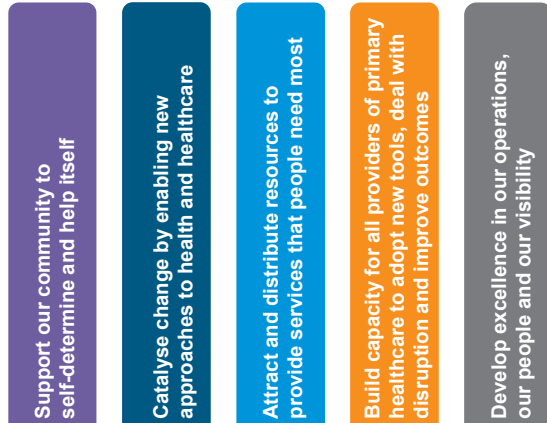 Support our community to
self-determine and help itself
Catalyse change by enabling new
approaches to health and healthcare
Attract and distribute resources to
provide services that people need most
Build capacity for all providers of primary
healthcare to adopt new tools, deal with
disruption and improve outcomes
Develop excellence in our operations,
our people and our visibility